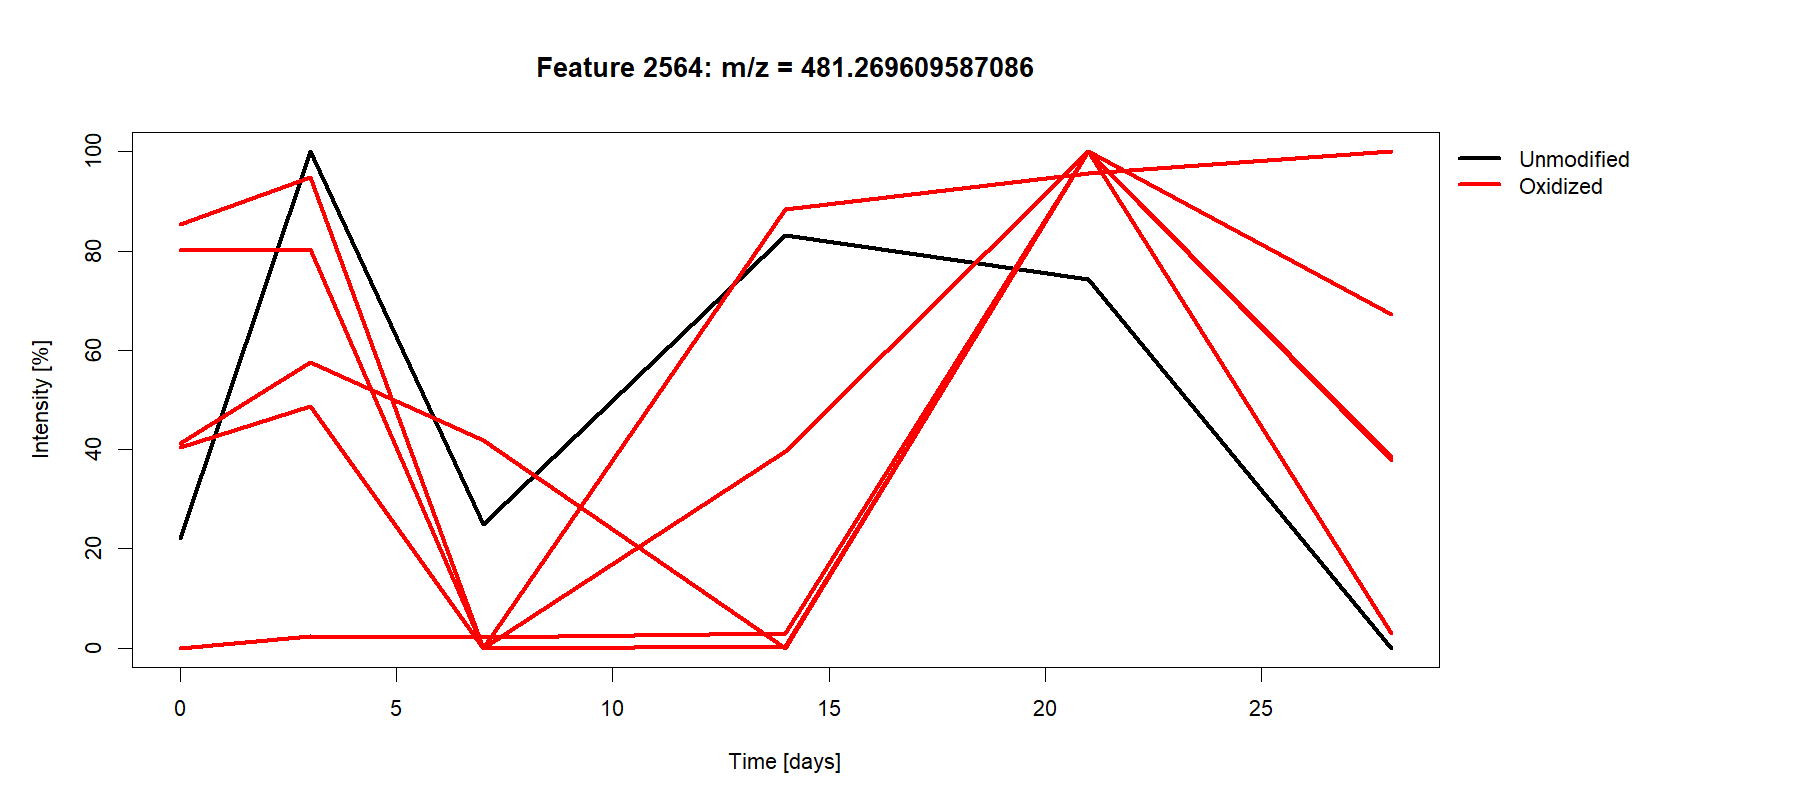 Feature 2564: m/z = 481.269609587086
Unmodified
Oxidized
Intensity [%]
100
80
60
40
20
0
0 5 10 15 20 25
Time [days]